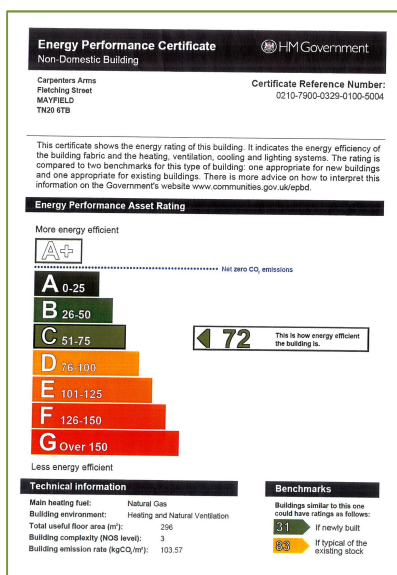 Energy Performance Certificate
HM Government
Non-Domestic Building
Carpenters Arms
Fletching Street
MAYFIELD
TN20 6TB
Certificate Reference Number:
0210-7900-0329-0100-5004
This certificate shows the energy rating of this building. It indicates the energy efficiency of
the building fabric and the heating, ventilation, cooling and lighting systems. The rating is
compared to two benchmarks for this type of building: one appropriate for new buildings
and one appropriate for existing buildings. There is more advice on how to interpret this
information on the Government's website www.communities.gov.uk/epbd.
Energy Performance Asset Rating
More energy efficient
A+
Net zero CO₂ emissions
A 0-25
B 26-50
C 51-75
72 This is how energy efficient
the building is.
D 76-100
E 101-125
F 126-150
G Over 150
Less energy efficient
Technical information
Main heating fuel: Natural Gas
Building environment: Heating and Natural Ventilation
Total useful floor area (m²): 296
Building complexity (NOS level): 3
Building emission rate (kgCO₂/m²): 103.57
Benchmarks
Buildings similar to this one
could have ratings as follows:
31 If newly built
83 If typical of the
existing stock